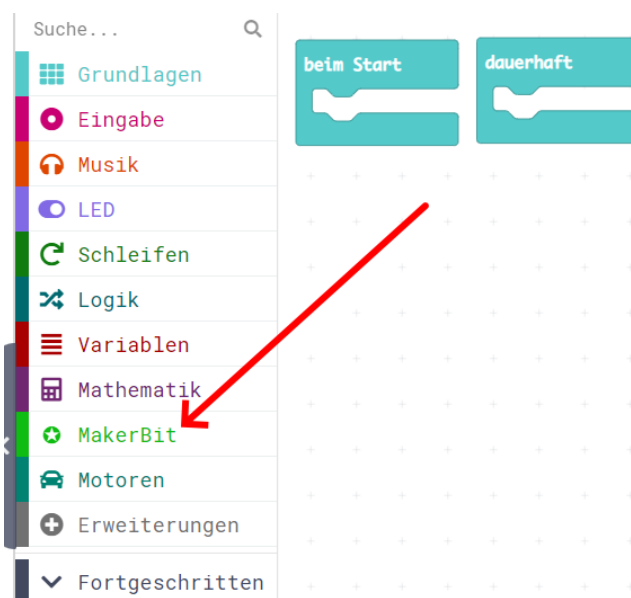 Suche...
beim Start
dauerhaft
Grundlagen
Eingabe
Musik
LED
Schleifen
Logik
Variablen
Mathematik
MakerBit
Motoren
Erweiterungen
Fortgeschritten